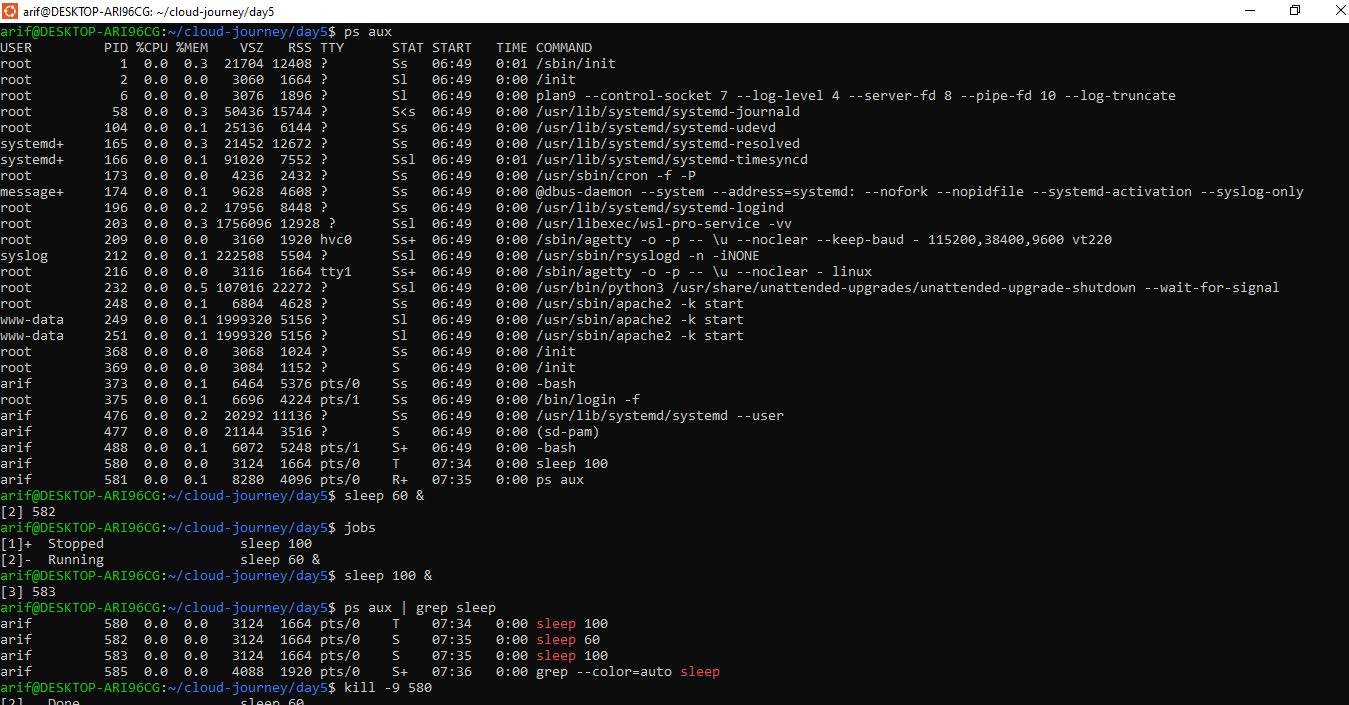 arif@DESKTOP-ARI96CG: ~/cloud-journey/day5
arif@DESKTOP-ARI96CG:~/cloud-journey/day5$ ps aux
USER         PID %CPU %MEM    VSZ   RSS TTY      STAT START   TIME COMMAND
root           1  0.0  0.3  21704 12408 ?        Ss   06:49   0:01 /sbin/init
root           2  0.0  0.0   3060  1664 ?        Sl   06:49   0:00 /init
root           6  0.0  0.0   3076  1896 ?        Sl   06:49   0:00 plan9 --control-socket 7 --log-level 4 --server-fd 8 --pipe-fd 10 --log-truncate
root          58  0.0  0.3  50436 15744 ?        S<s  06:49   0:00 /usr/lib/systemd/systemd-journald
root         104  0.0  0.1  25136  6144 ?        Ss   06:49   0:00 /usr/lib/systemd/systemd-udevd
systemd+     165  0.0  0.3  21452 12672 ?        Ss   06:49   0:00 /usr/lib/systemd/systemd-resolved
systemd+     166  0.0  0.1  91020  7552 ?        Ssl  06:49   0:01 /usr/lib/systemd/systemd-timesyncd
root         173  0.0  0.0   4236  2432 ?        Ss   06:49   0:00 /usr/sbin/cron -f -P
message+     174  0.0  0.1   9628  4608 ?        Ss   06:49   0:00 @dbus-daemon --system --address=systemd: --nofork --nopidfile --systemd-activation --syslog-only
root         196  0.0  0.2  17956  8448 ?        Ss   06:49   0:00 /usr/lib/systemd/systemd-logind
root         203  0.0  0.3 1756096 12928 ?       Ssl  06:49   0:00 /usr/libexec/wsl-pro-service -vv
root         209  0.0  0.0   3160  1920 hvc0     Ss+  06:49   0:00 /sbin/agetty -o -p -- \u --noclear --keep-baud - 115200,38400,9600 vt220
syslog       212  0.0  0.1 222508  5504 ?        Ssl  06:49   0:00 /usr/sbin/rsyslogd -n -iNONE
root         216  0.0  0.0   3116  1664 tty1     Ss+  06:49   0:00 /sbin/agetty -o -p -- \u --noclear - linux
root         232  0.0  0.5 107016 22272 ?        Ssl  06:49   0:00 /usr/bin/python3 /usr/share/unattended-upgrades/unattended-upgrade-shutdown --wait-for-signal
root         248  0.0  0.1   6804  4628 ?        Ss   06:49   0:00 /usr/sbin/apache2 -k start
www-data     249  0.0  0.1 1999320 5156 ?        Sl   06:49   0:00 /usr/sbin/apache2 -k start
www-data     251  0.0  0.1 1999320 5156 ?        Sl   06:49   0:00 /usr/sbin/apache2 -k start
root         368  0.0  0.0   3068  1024 ?        Ss   06:49   0:00 /init
root         369  0.0  0.0   3084  1152 ?        S    06:49   0:00 /init
arif         373  0.0  0.1   6464  5376 pts/0    Ss   06:49   0:00 -bash
root         375  0.0  0.1   6696  4224 pts/1    Ss   06:49   0:00 /bin/login -f
arif         476  0.0  0.2  20292 11136 ?        Ss   06:49   0:00 /usr/lib/systemd/systemd --user
arif         477  0.0  0.0  21144  3516 ?        S    06:49   0:00 (sd-pam)
arif         488  0.0  0.1   6072  5248 pts/1    S+   06:49   0:00 -bash
arif         580  0.0  0.0   3124  1664 pts/0    T    07:34   0:00 sleep 100
arif         581  0.0  0.1   8280  4096 pts/0    R+   07:35   0:00 ps aux
arif@DESKTOP-ARI96CG:~/cloud-journey/day5$ sleep 60 &
[2] 582
arif@DESKTOP-ARI96CG:~/cloud-journey/day5$ jobs
[1]+  Stopped                 sleep 100
[2]-  Running                 sleep 60 &
arif@DESKTOP-ARI96CG:~/cloud-journey/day5$ sleep 100 &
[3] 583
arif@DESKTOP-ARI96CG:~/cloud-journey/day5$ ps aux | grep sleep
arif         580  0.0  0.0   3124  1664 pts/0    T    07:34   0:00 sleep 100
arif         582  0.0  0.0   3124  1664 pts/0    S    07:35   0:00 sleep 60
arif         583  0.0  0.0   3124  1664 pts/0    S    07:35   0:00 sleep 100
arif         585  0.0  0.0   4088  1920 pts/0    S+   07:36   0:00 grep --color=auto sleep
arif@DESKTOP-ARI96CG:~/cloud-journey/day5$ kill -9 580
[2]   Done                    sleep 60